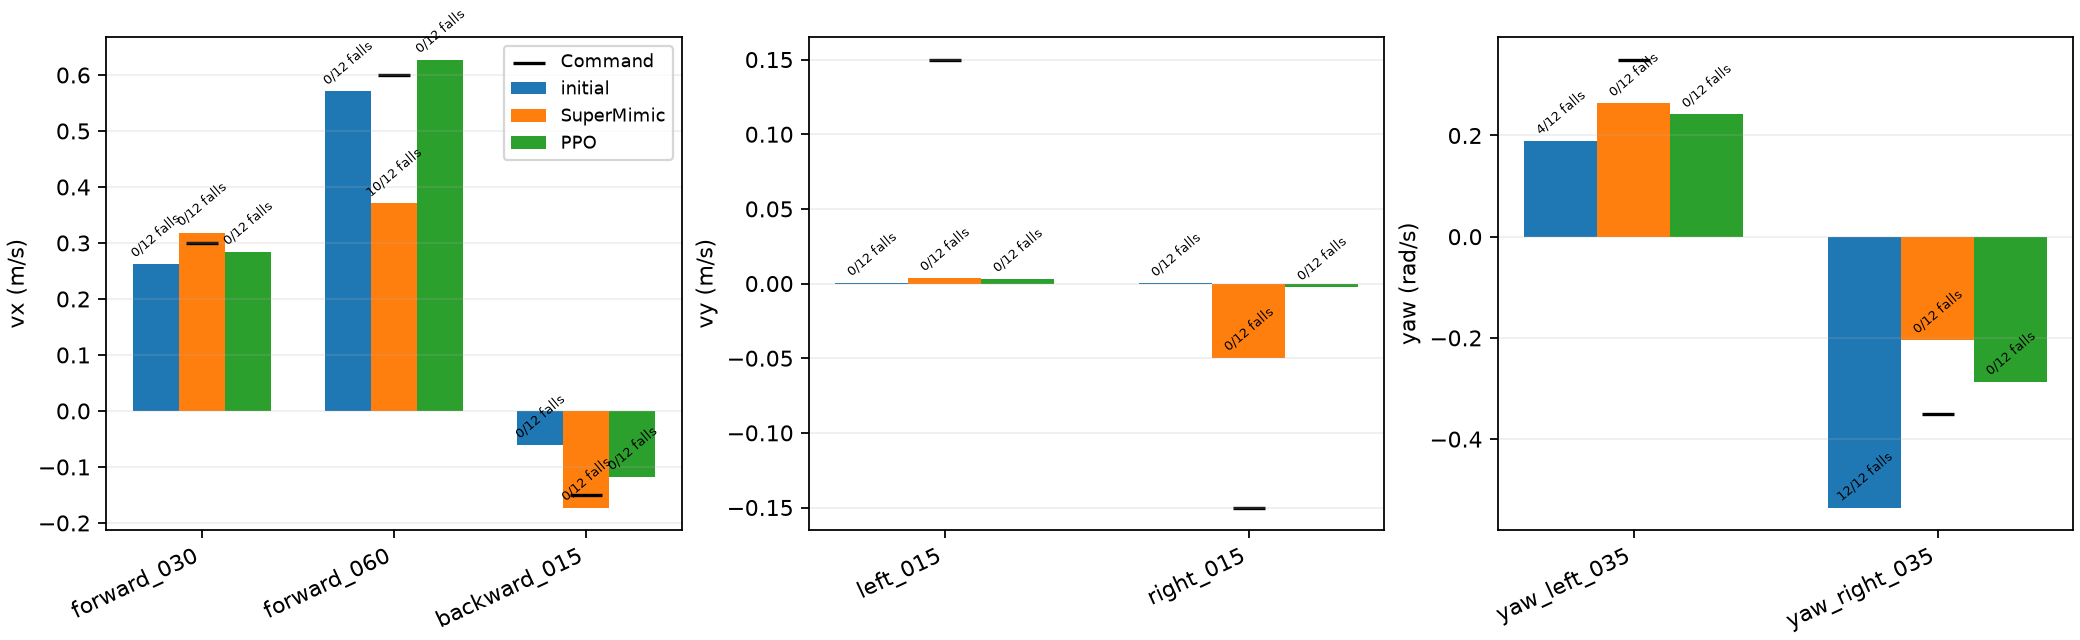 vx (m/s)
0.6
0.5
0.4
0.3
0.2
0.1
0.0
−0.1
−0.2
0/12 falls
0/12 falls
0/12 falls
0/12 falls
10/12 falls
0/12 falls
0/12 falls
0/12 falls
0/12 falls
Command
initial
SuperMimic
PPO
forward_030
forward_060
backward_015
vy (m/s)
0.15
0.10
0.05
0.00
−0.05
−0.10
−0.15
0/12 falls
0/12 falls
0/12 falls
0/12 falls
0/12 falls
0/12 falls
left_015
right_015
yaw (rad/s)
0.2
0.0
−0.2
−0.4
4/12 falls
0/12 falls
0/12 falls
12/12 falls
0/12 falls
0/12 falls
yaw_left_035
yaw_right_035